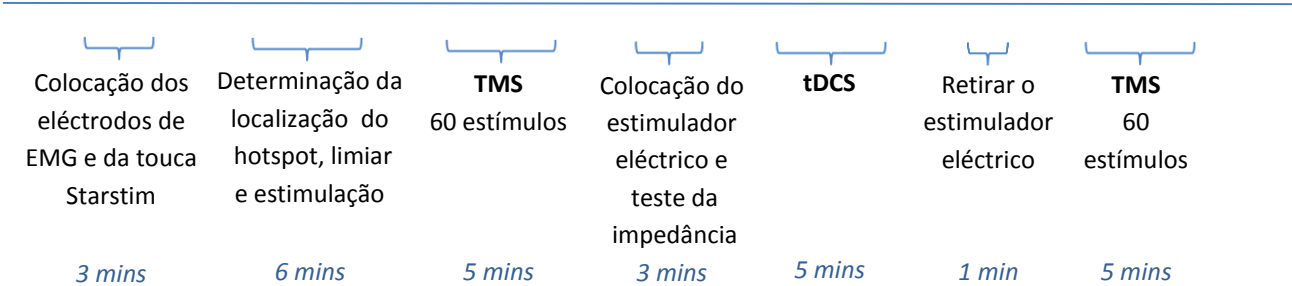 Colocação dos
eléctrodos de
EMG e da touca
Starstim
3 mins
Determinação da
localização do
hotspot, limiar
e estimulação
6 mins
TMS
60 estímulos
5 mins
Colocação do
estimulador
eléctrico e
teste da
impedância
3 mins
tDCS
5 mins
Retirar o
estimulador
eléctrico
1 min
TMS
60
estímulos
5 mins